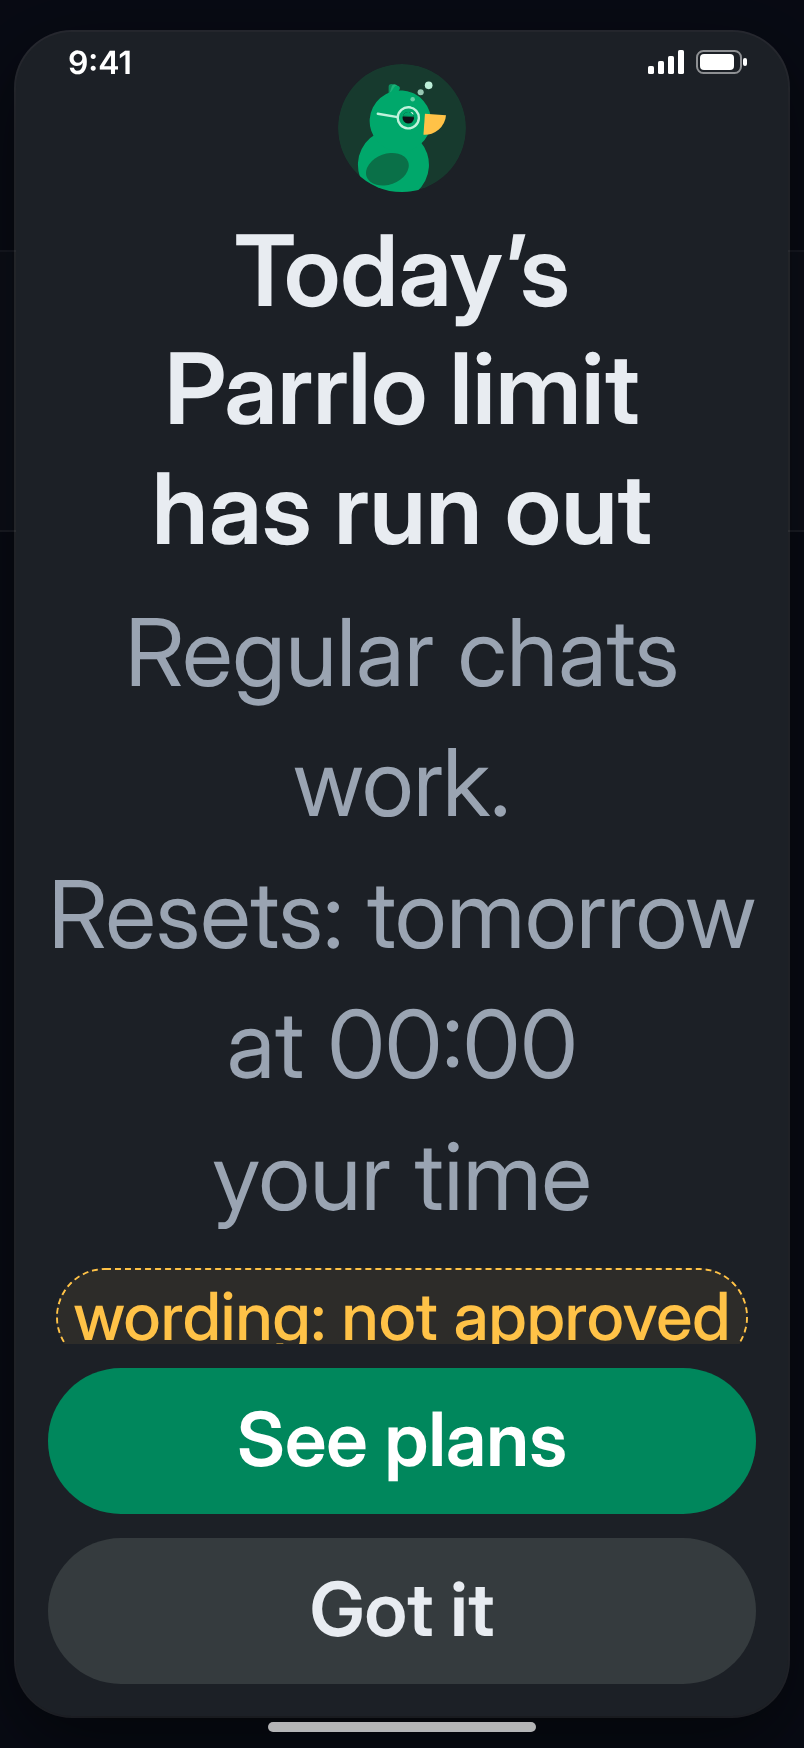 9:41
Today’s
Parrlo limit
has run out
Regular chats
work.
Resets: tomorrow
at 00:00
your time
wording: not approved
See plans
Got it